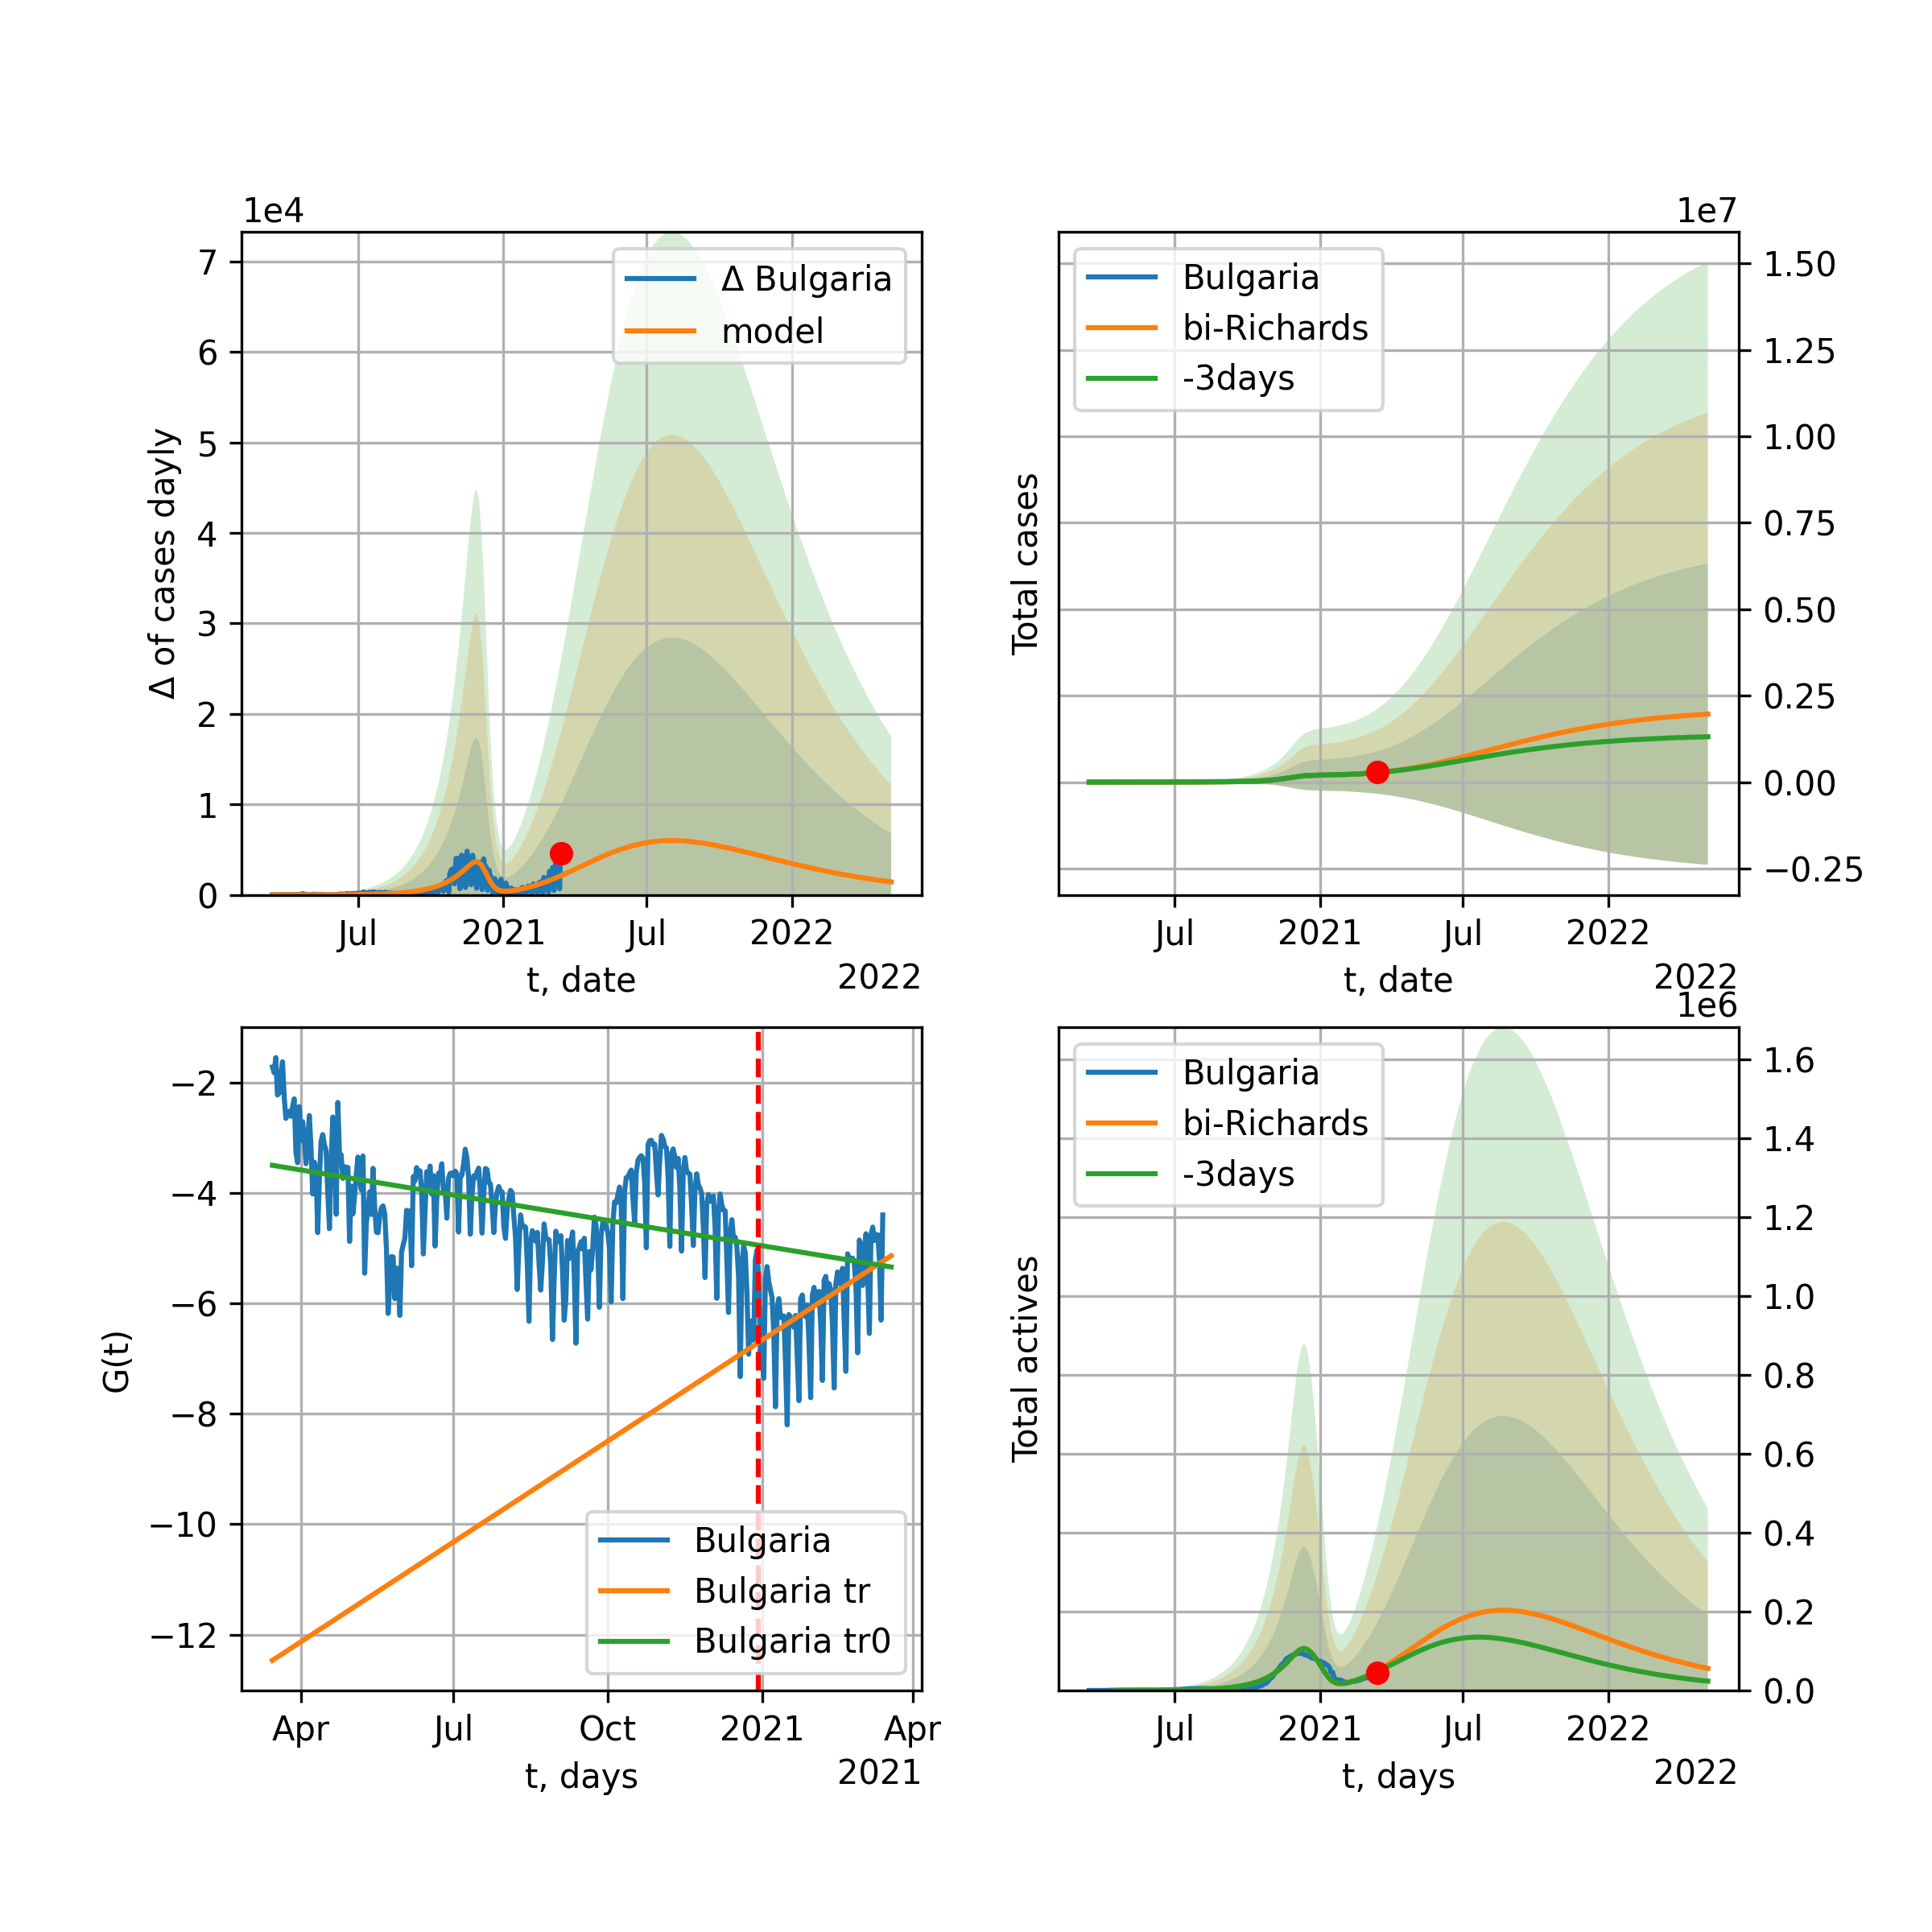 1e4
7
6
5
4
3
2
1
0
Δ of cases dayly
Δ Bulgaria
model
Jul
2021
Jul
2022
t, date
2022
1e7
1.50
1.25
1.00
0.75
0.50
0.25
0.00
−0.25
Total cases
Bulgaria
bi-Richards
-3days
Jul
2021
Jul
2022
t, date
2022
−2
−4
−6
−8
−10
−12
G(t)
Bulgaria
Bulgaria tr
Bulgaria tr0
Apr
Jul
Oct
2021
Apr
t, days
2021
1e6
1.6
1.4
1.2
1.0
0.8
0.6
0.4
0.2
0.0
Total actives
Bulgaria
bi-Richards
-3days
Jul
2021
Jul
2022
t, days
2022